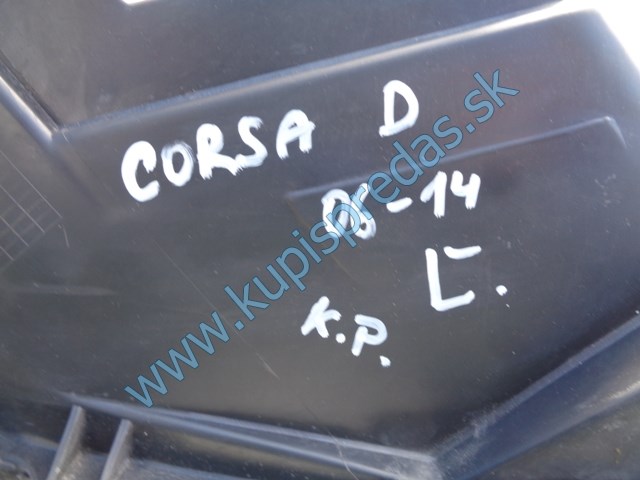 CORSA D
06-14
Ľ.
K.P.
www.kupispredas.sk